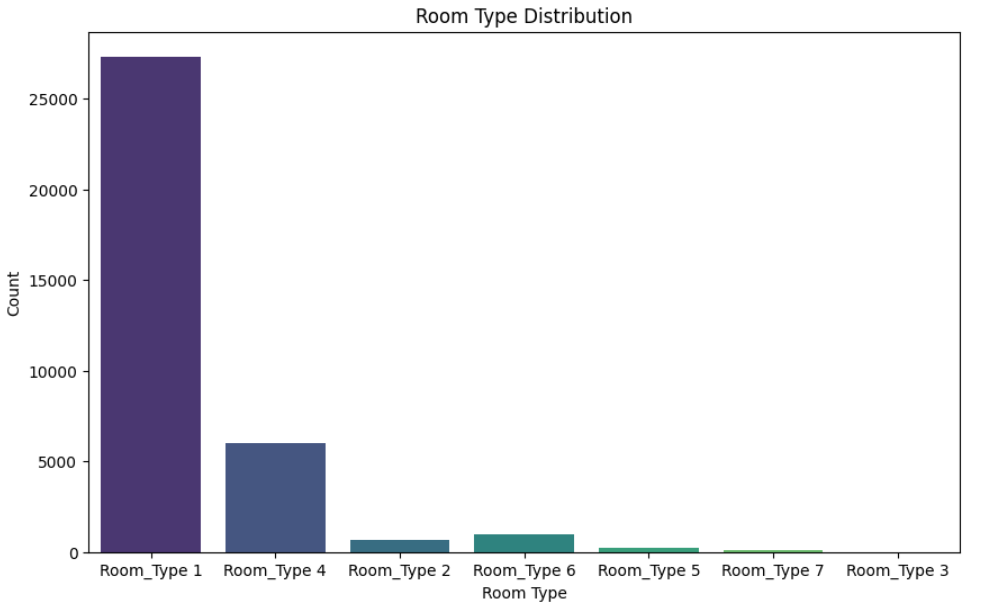 Room Type Distribution
Count
25000
20000
15000
10000
5000
0
Room_Type 1 Room_Type 4 Room_Type 2 Room_Type 6 Room_Type 5 Room_Type 7 Room_Type 3
Room Type